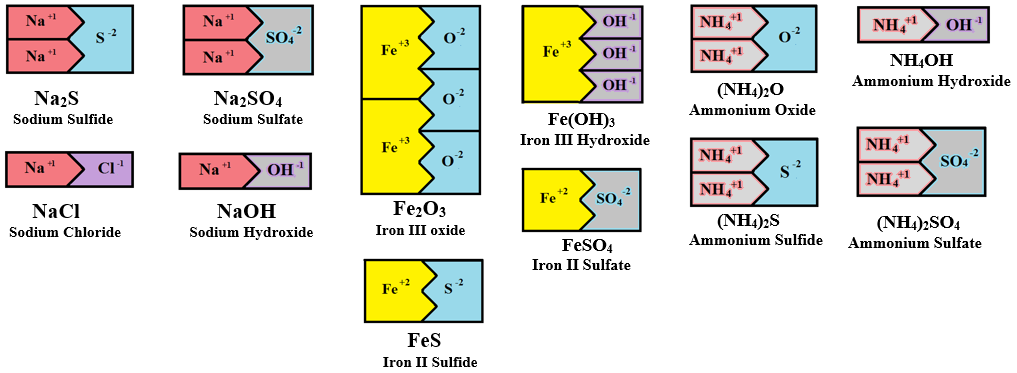 Na⁺¹
Na⁺¹
S⁻²
Na₂S
Sodium Sulfide
Na⁺¹
Na⁺¹
SO₄⁻²
Na₂SO₄
Sodium Sulfate
Na⁺¹ Cl⁻¹
NaCl
Sodium Chloride
Na⁺¹ OH⁻¹
NaOH
Sodium Hydroxide
Fe⁺³
Fe⁺³
O⁻²
O⁻²
O⁻²
Fe₂O₃
Iron III oxide
Fe⁺² S⁻²
FeS
Iron II Sulfide
Fe⁺³
OH⁻¹
OH⁻¹
OH⁻¹
Fe(OH)₃
Iron III Hydroxide
Fe⁺² SO₄⁻²
FeSO₄
Iron II Sulfate
NH₄⁺¹
NH₄⁺¹
O⁻²
(NH₄)₂O
Ammonium Oxide
NH₄⁺¹
NH₄⁺¹
S⁻²
(NH₄)₂S
Ammonium Sulfide
NH₄⁺¹ OH⁻¹
NH₄OH
Ammonium Hydroxide
NH₄⁺¹
NH₄⁺¹
SO₄⁻²
(NH₄)₂SO₄
Ammonium Sulfate